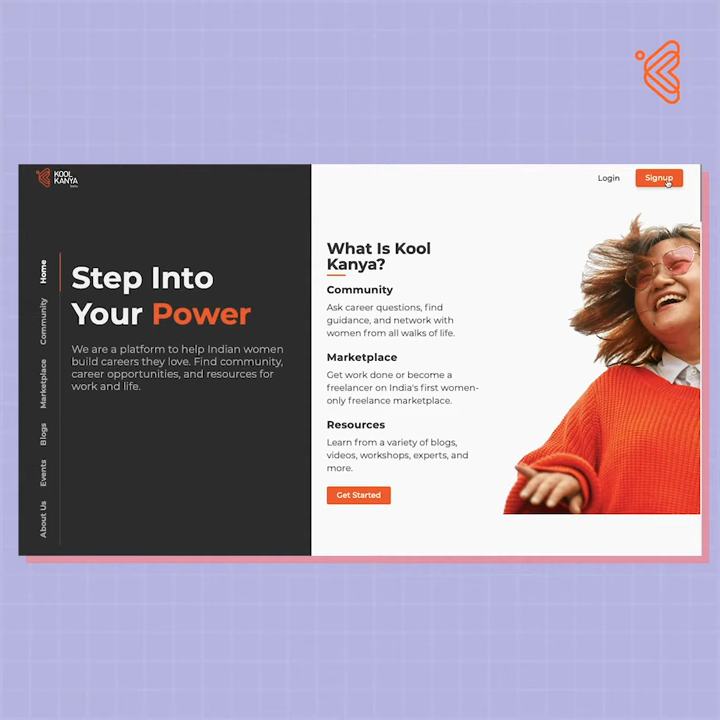 KOOL
KANYA
beta
Login
Signup
Home
Community
Marketplace
Blogs
Events
About Us
Step Into
Your Power
We are a platform to help Indian women
build careers they love. Find community,
career opportunities, and resources for
work and life.
What Is Kool
Kanya?
Community
Ask career questions, find
guidance, and network with
women from all walks of life.
Marketplace
Get work done or become a
freelancer on India's first women-
only freelance marketplace.
Resources
Learn from a variety of blogs,
videos, workshops, experts, and
more.
Get Started